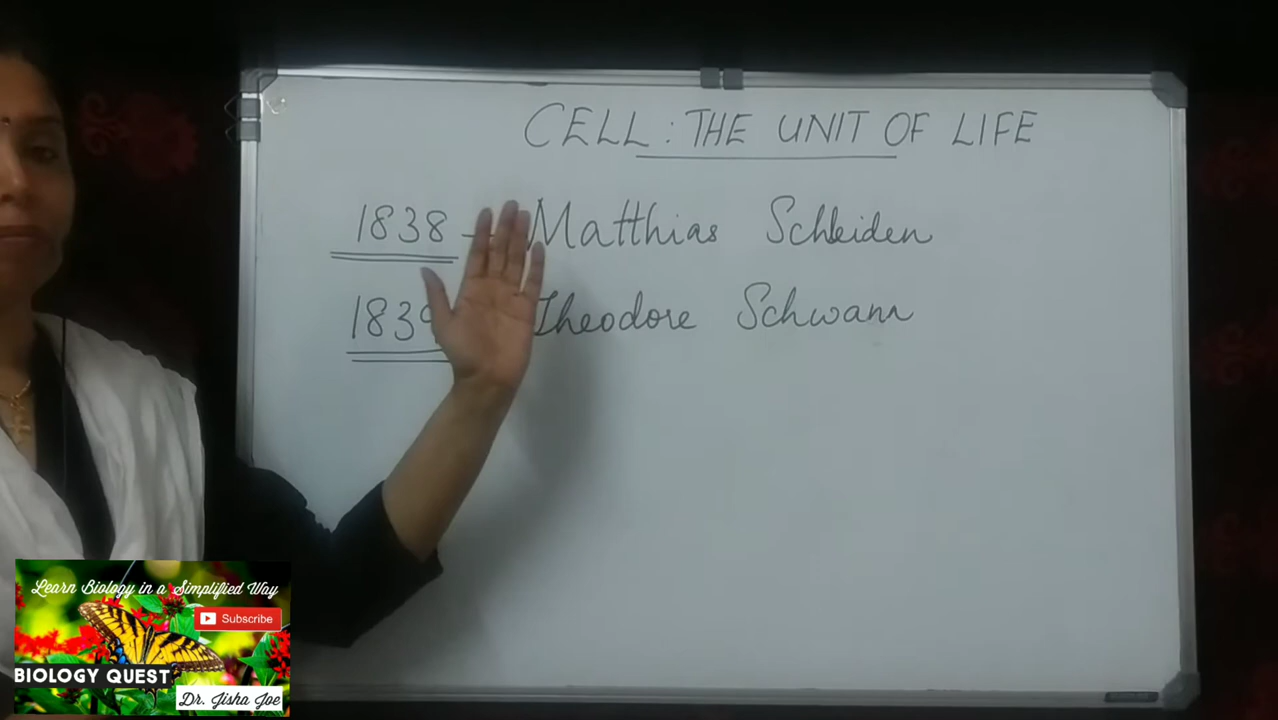 CELL : THE UNIT OF LIFE
1838 - Matthias Schleiden
1839 Theodore Schwann
Learn Biology in a Simplified Way
Subscribe
BIOLOGY QUEST
Dr. Jisha Joe